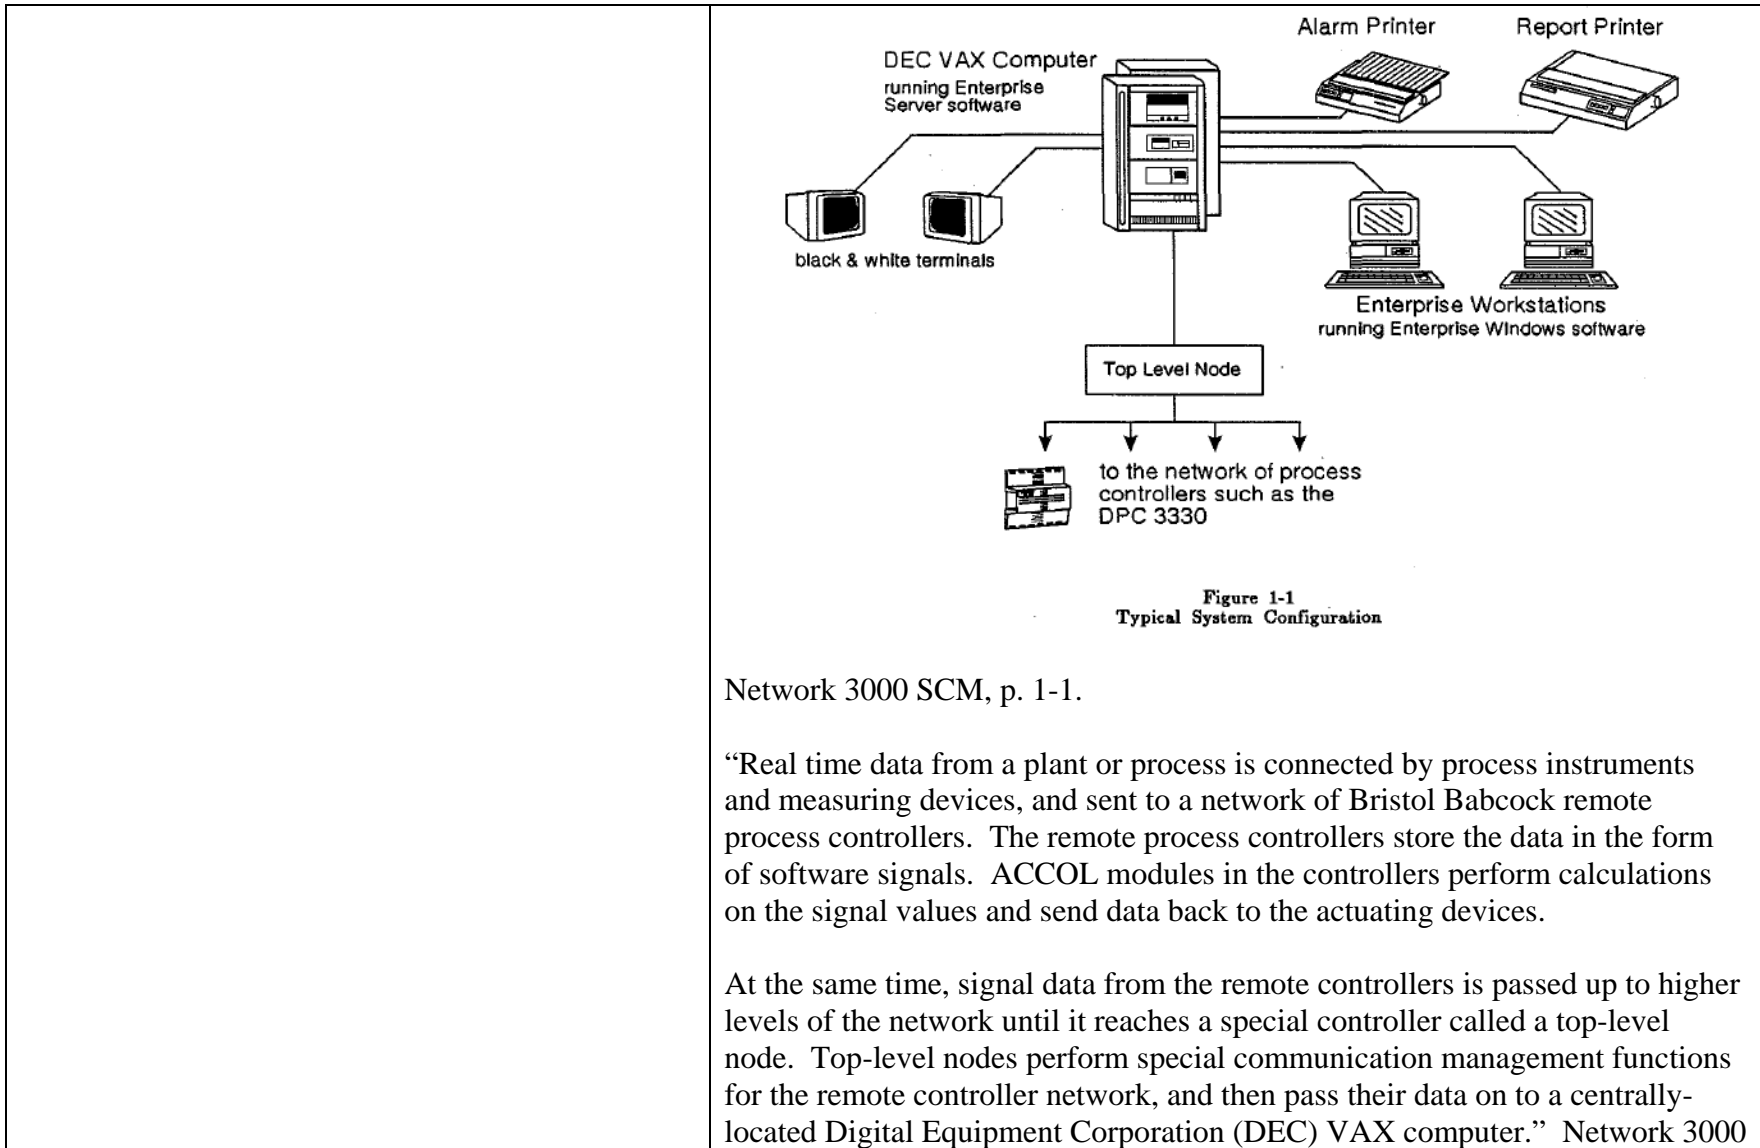 Alarm Printer
Report Printer
DEC VAX Computer
running Enterprise
Server software
black & white terminals
Enterprise Workstations
running Enterprise Windows software
Top Level Node
to the network of process
controllers such as the
DPC 3330
Figure 1-1
Typical System Configuration
Network 3000 SCM, p. 1-1.
“Real time data from a plant or process is connected by process instruments
and measuring devices, and sent to a network of Bristol Babcock remote
process controllers.  The remote process controllers store the data in the form
of software signals.  ACCOL modules in the controllers perform calculations
on the signal values and send data back to the actuating devices.
At the same time, signal data from the remote controllers is passed up to higher
levels of the network until it reaches a special controller called a top-level
node.  Top-level nodes perform special communication management functions
for the remote controller network, and then pass their data on to a centrally-
located Digital Equipment Corporation (DEC) VAX computer.”  Network 3000